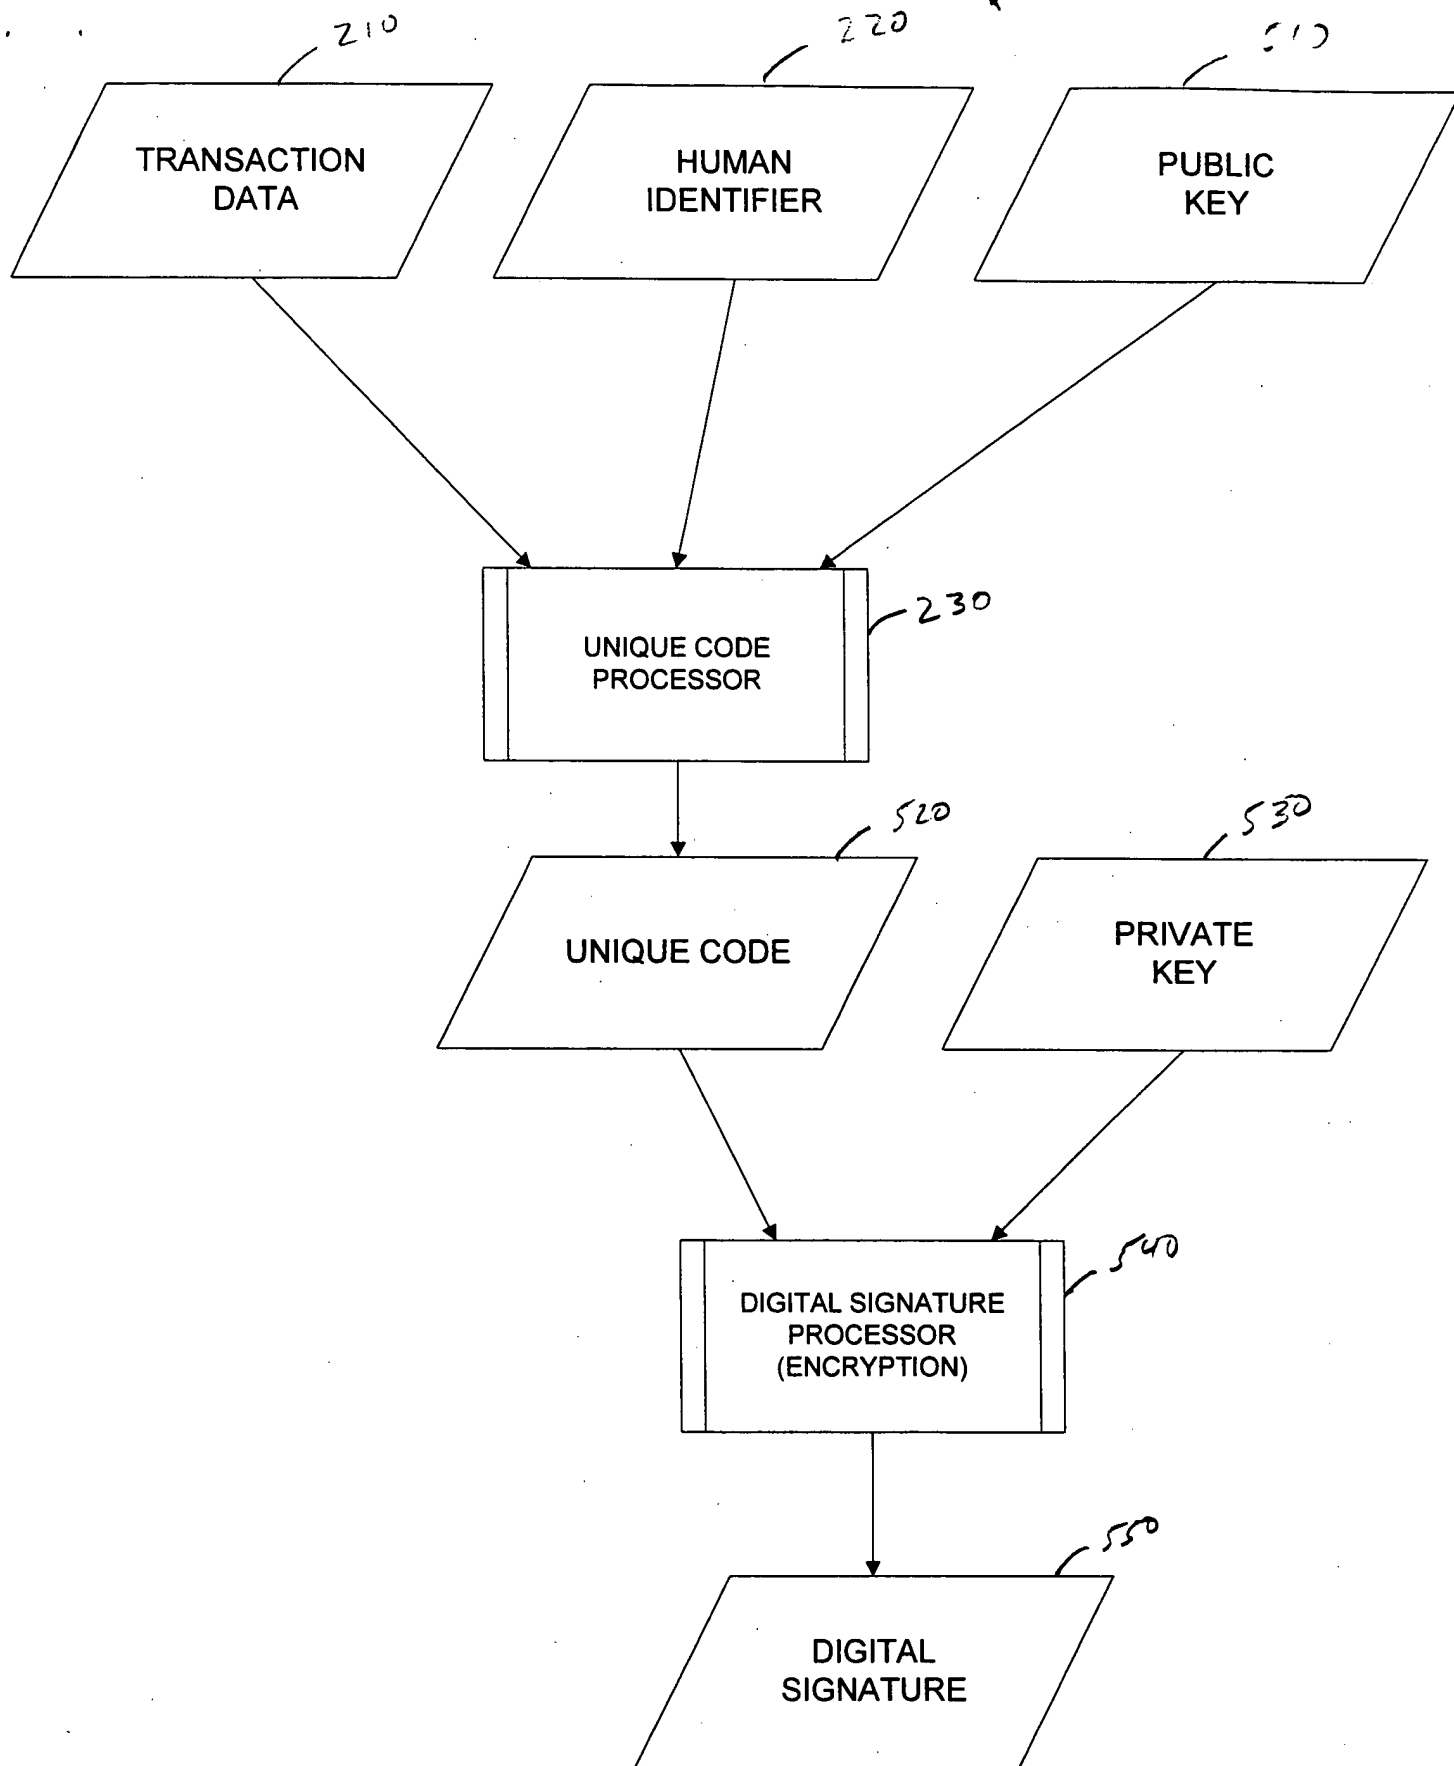 210
220
510
TRANSACTION
DATA
HUMAN
IDENTIFIER
PUBLIC
KEY
230
UNIQUE CODE
PROCESSOR
520
530
UNIQUE CODE
PRIVATE
KEY
540
DIGITAL SIGNATURE
PROCESSOR
(ENCRYPTION)
550
DIGITAL
SIGNATURE